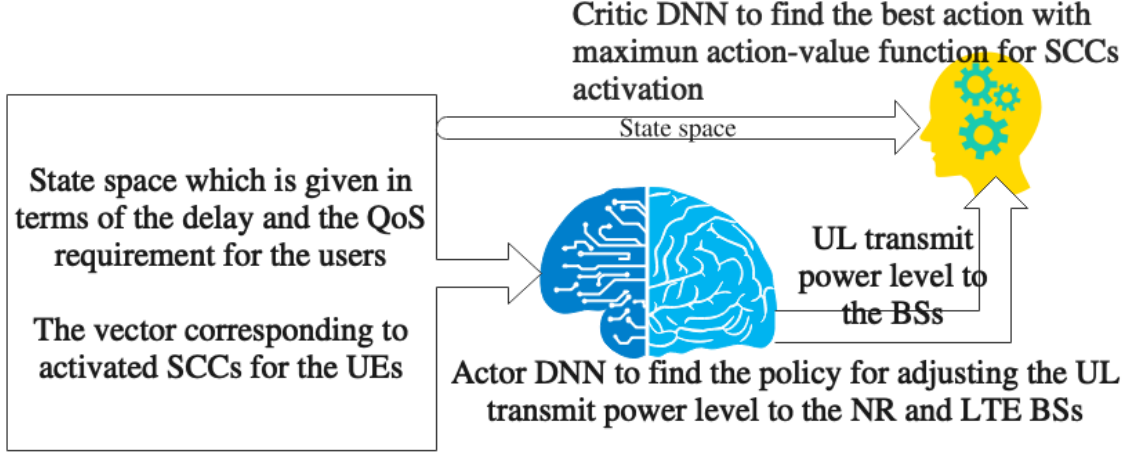 Critic DNN to find the best action with
maximun action-value function for SCCs
activation
State space
State space which is given in
terms of the delay and the QoS
requirement for the users
The vector corresponding to
activated SCCs for the UEs
UL transmit
power level to
the BSs
Actor DNN to find the policy for adjusting the UL
transmit power level to the NR and LTE BSs